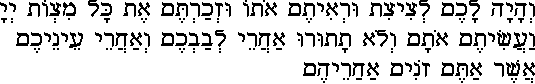 וְהָיָה לָכֶם לְצִיצִת וּרְאִיתֶם אֹתוֹ וּזְכַרְתֶּם אֶת כָּל מִצְוֹת יְיָ
וַעֲשִׂיתֶם אֹתָם וְלֹא תָתוּרוּ אַחֲרֵי לְבַבְכֶם וְאַחֲרֵי עֵינֵיכֶם
אֲשֶׁר אַתֶּם זֹנִים אַחֲרֵיהֶם